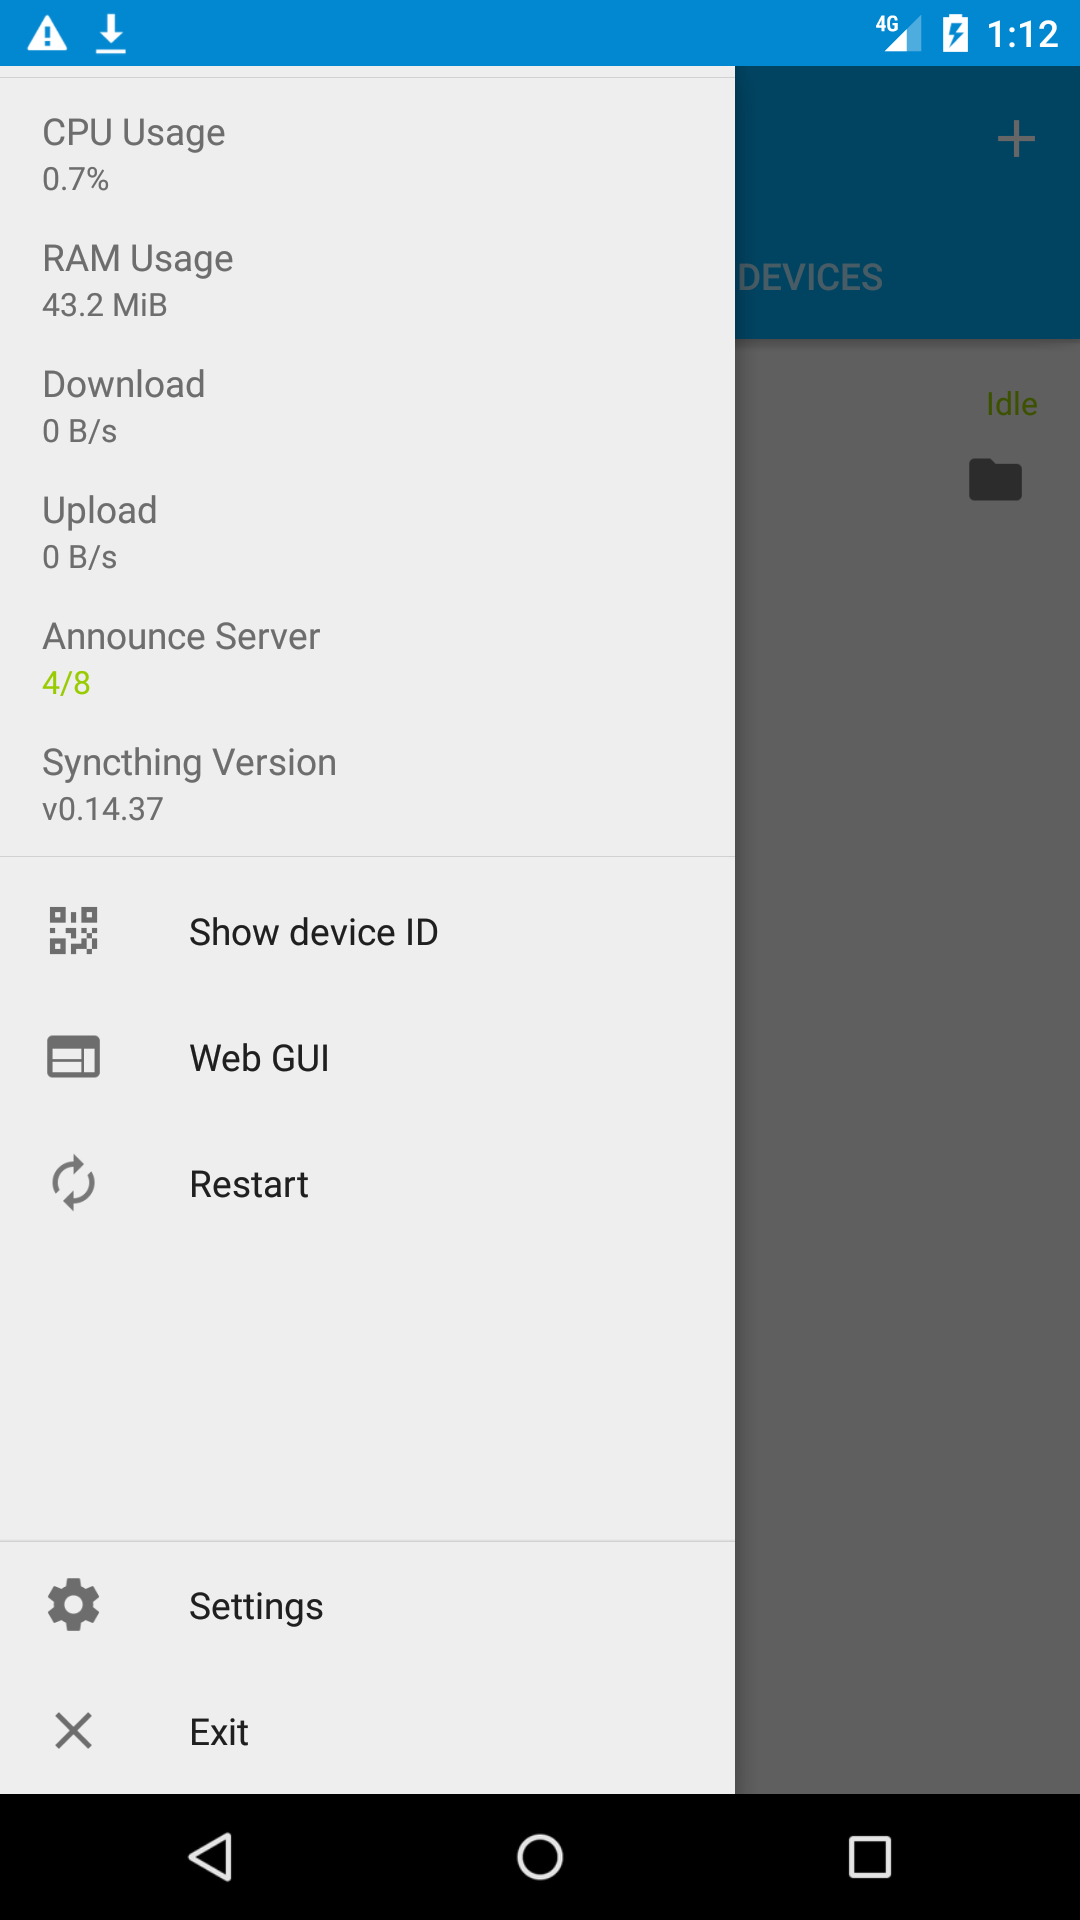 4G 1:12
CPU Usage
0.7%
RAM Usage
43.2 MiB
DEVICES
Download
0 B/s
Idle
Upload
0 B/s
Announce Server
4/8
Syncthing Version
v0.14.37
Show device ID
Web GUI
Restart
Settings
Exit